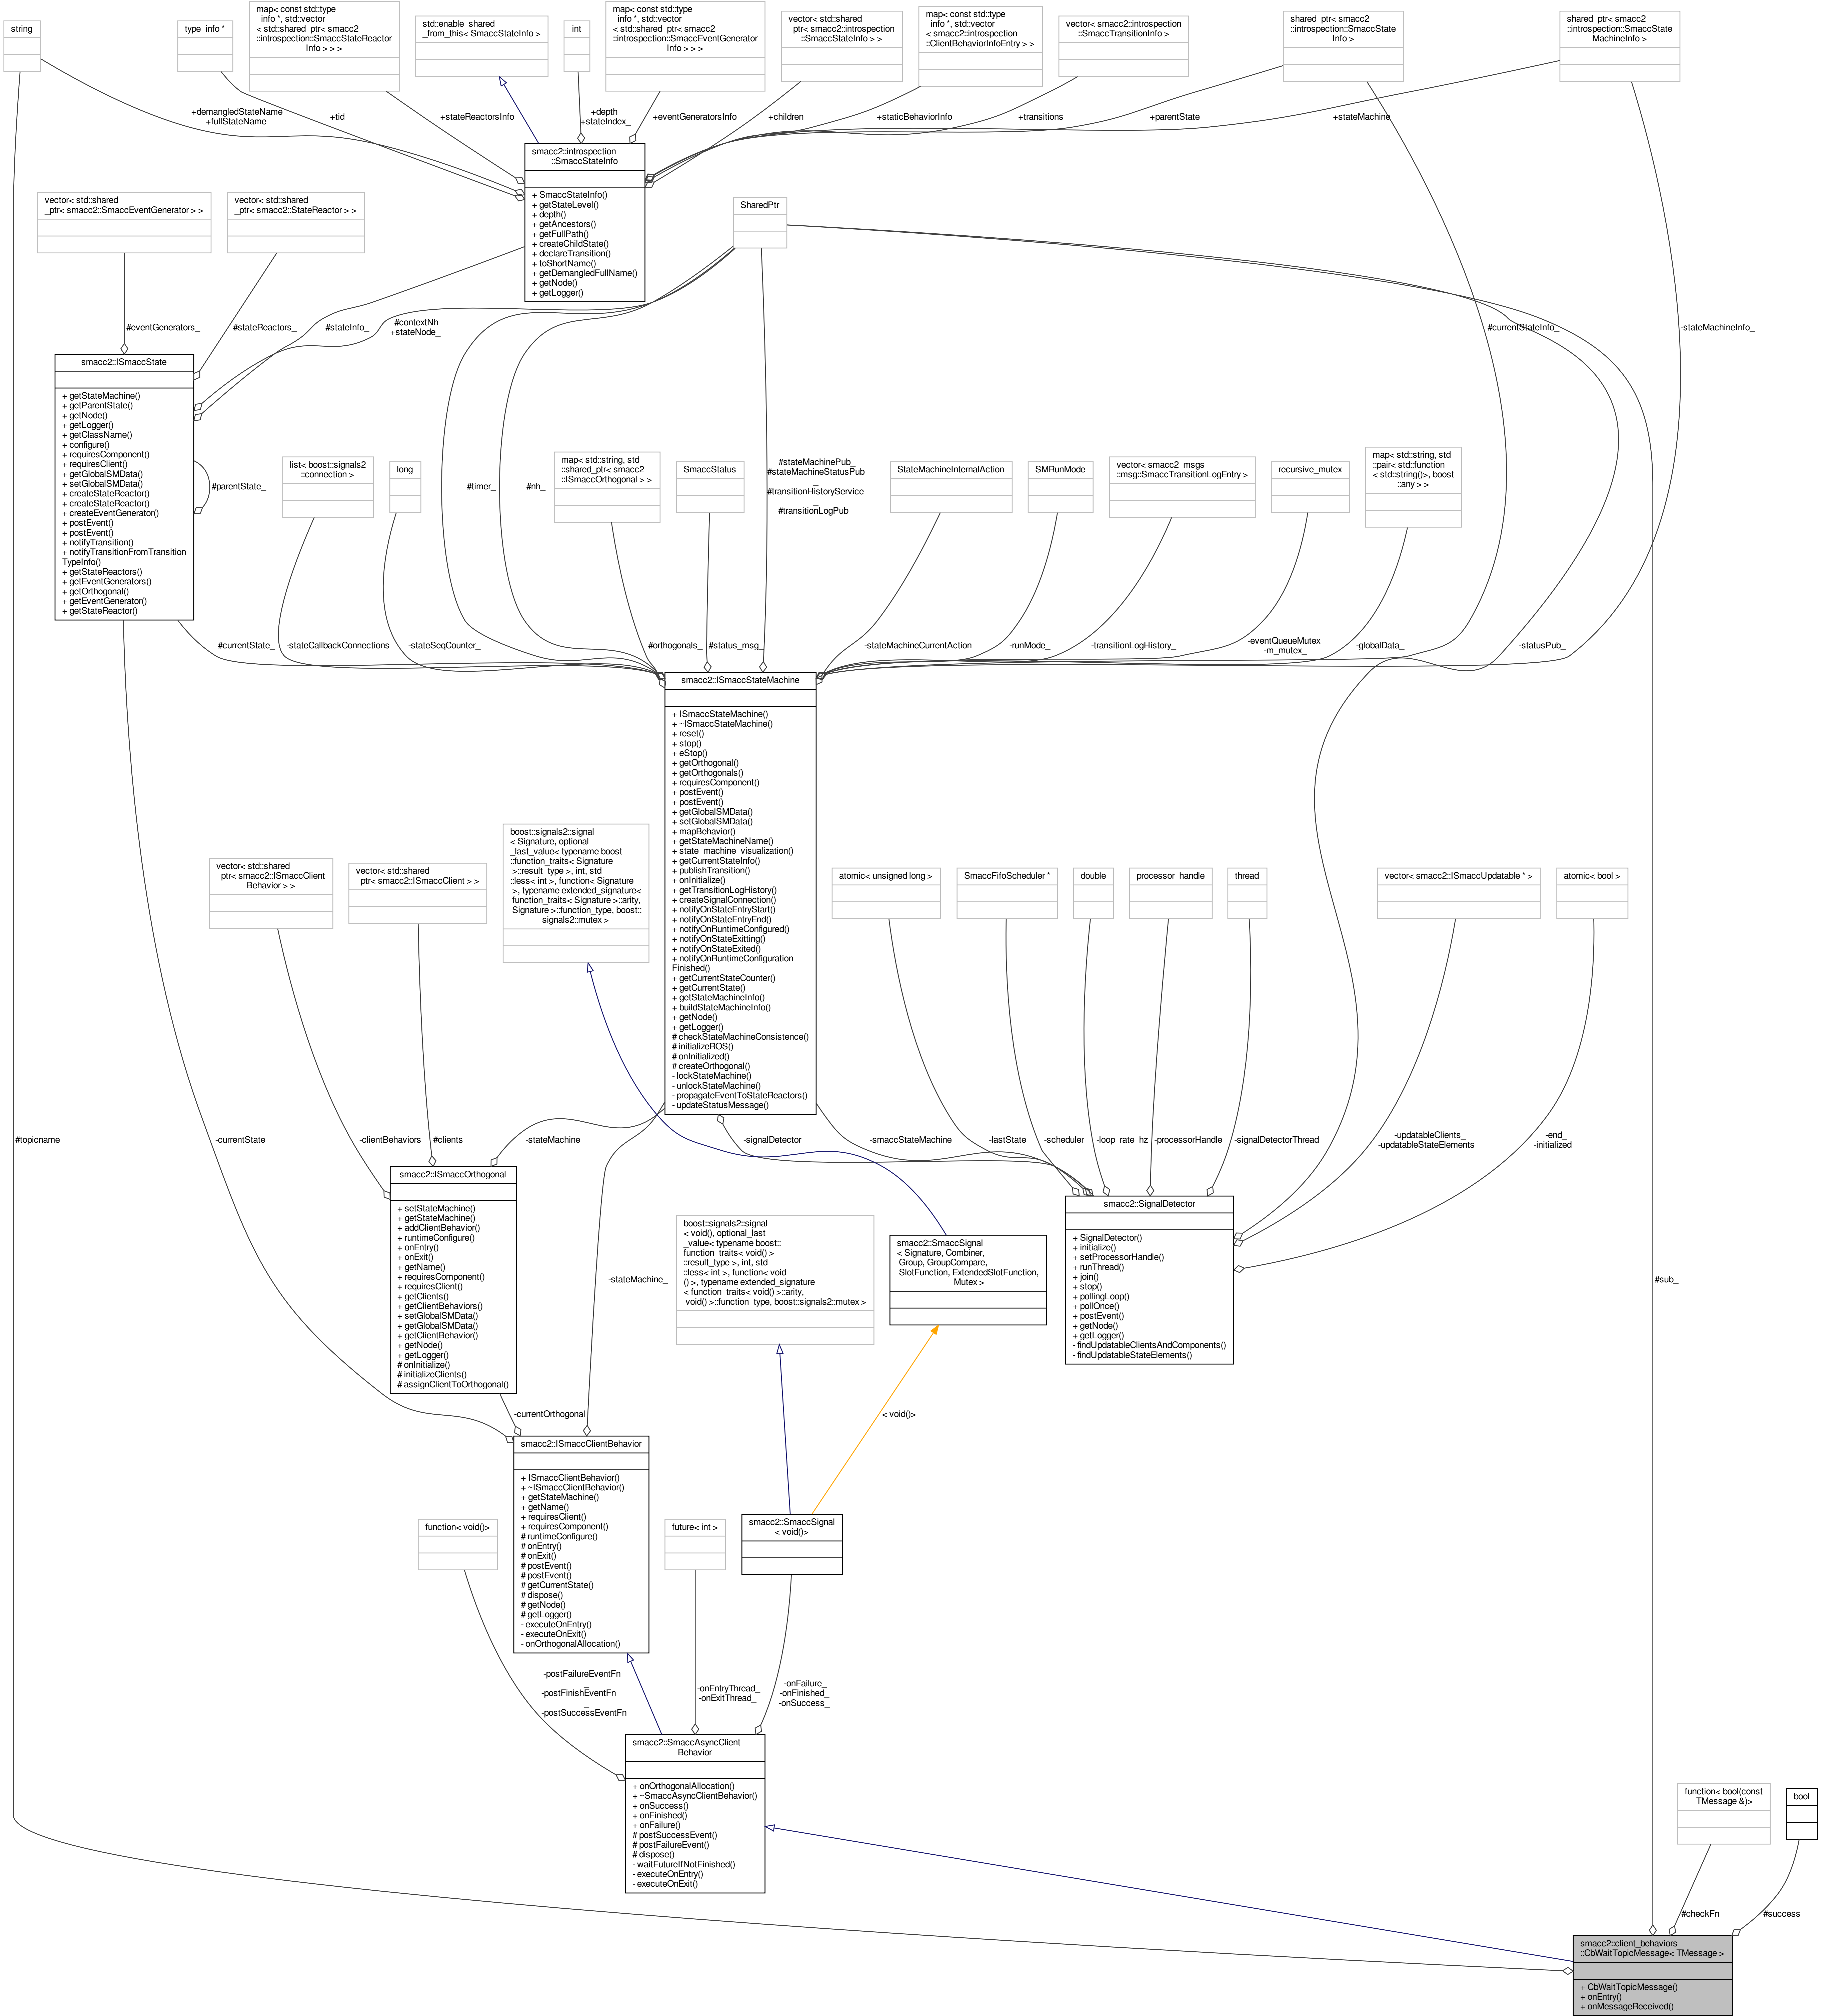 string
type_info *
map< const std::type
_info *, std::vector
< std::shared_ptr< smacc2
::introspection::SmaccStateReactor
Info > > >
std::enable_shared
_from_this< SmaccStateInfo >
int
map< const std::type
_info *, std::vector
< std::shared_ptr< smacc2
::introspection::SmaccEventGenerator
Info > > >
vector< std::shared
_ptr< smacc2::introspection
::SmaccStateInfo > >
map< const std::type
_info *, std::vector
< smacc2::introspection
::ClientBehaviorInfoEntry > >
vector< smacc2::introspection
::SmaccTransitionInfo >
shared_ptr< smacc2
::introspection::SmaccState
Info >
shared_ptr< smacc2
::introspection::SmaccState
MachineInfo >
+demangledStateName
+fullStateName
+tid_
+stateReactorsInfo
+depth_
+stateIndex_
+eventGeneratorsInfo
+children_
+staticBehaviorInfo
+transitions_
+parentState_
+stateMachine_
smacc2::introspection
::SmaccStateInfo
+ SmaccStateInfo()
+ getStateLevel()
+ depth()
+ getAncestors()
+ getFullPath()
+ createChildState()
+ declareTransition()
+ toShortName()
+ getDemangledFullName()
+ getNode()
+ getLogger()
vector< std::shared
_ptr< smacc2::SmaccEventGenerator > >
vector< std::shared
_ptr< smacc2::StateReactor > >
SharedPtr
#eventGenerators_
#stateReactors_
#stateInfo_
#contextNh
+stateNode_
#currentStateInfo_
-stateMachineInfo_
smacc2::ISmaccState
+ getStateMachine()
+ getParentState()
+ getNode()
+ getLogger()
+ getClassName()
+ configure()
+ requiresComponent()
+ requiresClient()
+ getGlobalSMData()
+ setGlobalSMData()
+ createStateReactor()
+ createStateReactor()
+ createEventGenerator()
+ postEvent()
+ postEvent()
+ notifyTransition()
+ notifyTransitionFromTransition
TypeInfo()
+ getStateReactors()
+ getEventGenerators()
+ getOrthogonal()
+ getEventGenerator()
+ getStateReactor()
#parentState_
list< boost::signals2
::connection >
long
#timer_
#nh_
map< std::string, std
::shared_ptr< smacc2
::ISmaccOrthogonal > >
SmaccStatus
#stateMachinePub_
#stateMachineStatusPub
_
#transitionHistoryService
_
#transitionLogPub_
StateMachineInternalAction
SMRunMode
vector< smacc2_msgs
::msg::SmaccTransitionLogEntry >
recursive_mutex
map< std::string, std
::pair< std::function
< std::string()>, boost
::any > >
#currentState_
-stateCallbackConnections
-stateSeqCounter_
#orthogonals_
#status_msg_
-stateMachineCurrentAction
-runMode_
-transitionLogHistory_
-eventQueueMutex_
-m_mutex_
-globalData_
-statusPub_
smacc2::ISmaccStateMachine
+ ISmaccStateMachine()
+ ~ISmaccStateMachine()
+ reset()
+ stop()
+ eStop()
+ getOrthogonal()
+ getOrthogonals()
+ requiresComponent()
+ postEvent()
+ postEvent()
+ getGlobalSMData()
+ setGlobalSMData()
+ mapBehavior()
+ getStateMachineName()
+ state_machine_visualization()
+ getCurrentStateInfo()
+ publishTransition()
+ onInitialize()
+ getTransitionLogHistory()
+ createSignalConnection()
+ notifyOnStateEntryStart()
+ notifyOnStateEntryEnd()
+ notifyOnRuntimeConfigured()
+ notifyOnStateExitting()
+ notifyOnStateExited()
+ notifyOnRuntimeConfiguration
Finished()
+ getCurrentStateCounter()
+ getCurrentState()
+ getStateMachineInfo()
+ buildStateMachineInfo()
+ getNode()
+ getLogger()
# checkStateMachineConsistence()
# initializeROS()
# onInitialized()
# createOrthogonal()
- lockStateMachine()
- unlockStateMachine()
- propagateEventToStateReactors()
- updateStatusMessage()
vector< std::shared
_ptr< smacc2::ISmaccClient
Behavior > >
vector< std::shared
_ptr< smacc2::ISmaccClient > >
boost::signals2::signal
< Signature, optional
_last_value< typename boost
::function_traits< Signature
>::result_type >, int, std
::less< int >, function< Signature
>, typename extended_signature<
function_traits< Signature >::arity,
Signature >::function_type, boost::
signals2::mutex >
atomic< unsigned long >
SmaccFifoScheduler *
double
processor_handle
thread
vector< smacc2::ISmaccUpdatable * >
atomic< bool >
#topicname_
-currentState
-clientBehaviors_
#clients_
-stateMachine_
-signalDetector_
-smaccStateMachine_
-lastState_
-scheduler_
-loop_rate_hz
-processorHandle_
-signalDetectorThread_
-updatableClients_
-updatableStateElements_
-end_
-initialized_
smacc2::ISmaccOrthogonal
+ setStateMachine()
+ getStateMachine()
+ addClientBehavior()
+ runtimeConfigure()
+ onEntry()
+ onExit()
+ getName()
+ requiresComponent()
+ requiresClient()
+ getClients()
+ getClientBehaviors()
+ setGlobalSMData()
+ getGlobalSMData()
+ getClientBehavior()
+ getNode()
+ getLogger()
# onInitialize()
# initializeClients()
# assignClientToOrthogonal()
-stateMachine_
boost::signals2::signal
< void(), optional_last
_value< typename boost::
function_traits< void() >
::result_type >, int, std
::less< int >, function< void
() >, typename extended_signature
< function_traits< void() >::arity,
void() >::function_type, boost::signals2::mutex >
smacc2::SmaccSignal
< Signature, Combiner,
Group, GroupCompare,
SlotFunction, ExtendedSlotFunction,
Mutex >
smacc2::SignalDetector
+ SignalDetector()
+ initialize()
+ setProcessorHandle()
+ runThread()
+ join()
+ stop()
+ pollingLoop()
+ pollOnce()
+ postEvent()
+ getNode()
+ getLogger()
- findUpdatableClientsAndComponents()
- findUpdatableStateElements()
#sub_
-currentOrthogonal
< void()>
smacc2::ISmaccClientBehavior
+ ISmaccClientBehavior()
+ ~ISmaccClientBehavior()
+ getStateMachine()
+ getName()
+ requiresClient()
+ requiresComponent()
# runtimeConfigure()
# onEntry()
# onExit()
# postEvent()
# postEvent()
# getCurrentState()
# dispose()
# getNode()
# getLogger()
- executeOnEntry()
- executeOnExit()
- onOrthogonalAllocation()
function< void()>
future< int >
smacc2::SmaccSignal
< void()>
-postFailureEventFn
_
-postFinishEventFn
_
-postSuccessEventFn_
-onEntryThread_
-onExitThread_
-onFailure_
-onFinished_
-onSuccess_
smacc2::SmaccAsyncClient
Behavior
+ onOrthogonalAllocation()
+ ~SmaccAsyncClientBehavior()
+ onSuccess()
+ onFinished()
+ onFailure()
# postSuccessEvent()
# postFailureEvent()
# dispose()
- waitFutureIfNotFinished()
- executeOnEntry()
- executeOnExit()
function< bool(const
TMessage &)>
bool
#checkFn_
#success
smacc2::client_behaviors
::CbWaitTopicMessage< TMessage >
+ CbWaitTopicMessage()
+ onEntry()
+ onMessageReceived()